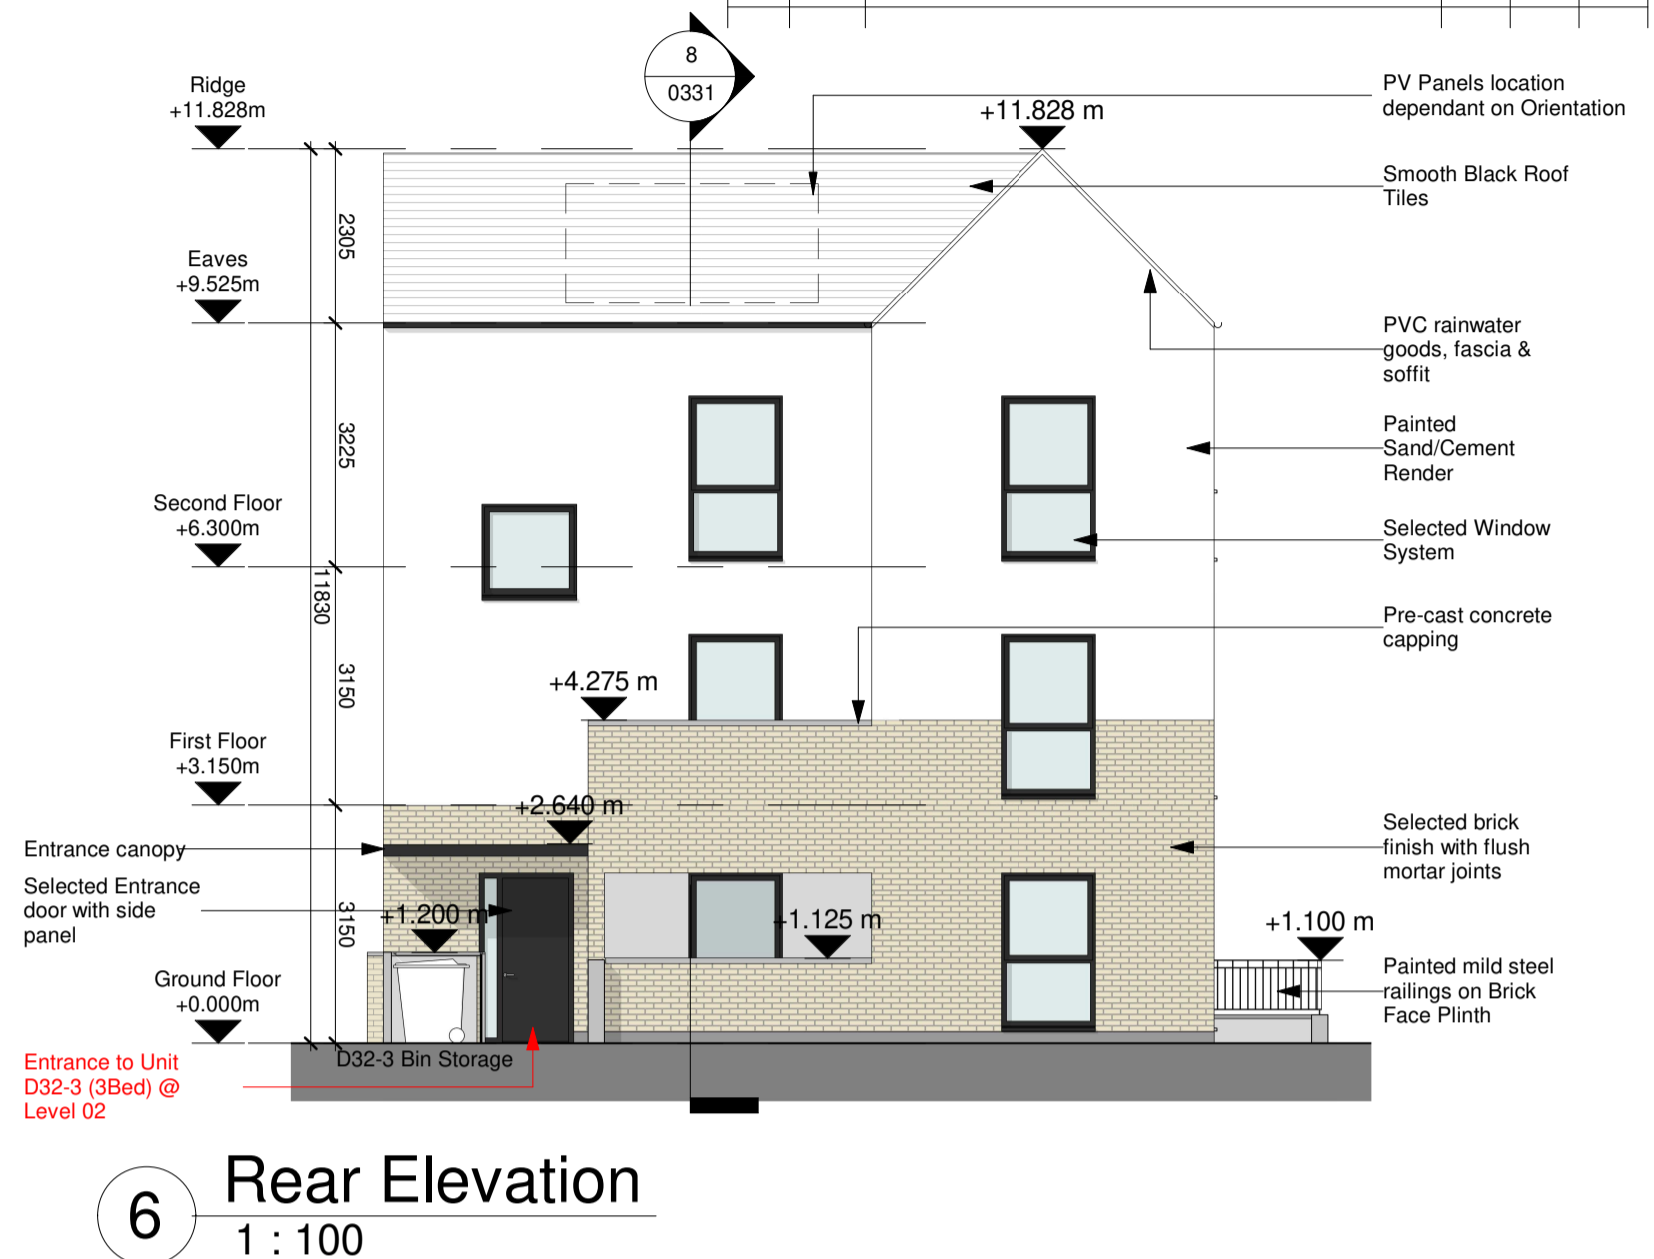 8
0331
Ridge
+11.828m
+11.828 m
PV Panels location
dependant on Orientation
Smooth Black Roof
Tiles
2305
Eaves
+9.525m
PVC rainwater
goods, fascia &
soffit
3225
Painted
Sand/Cement
Render
Second Floor
+6.300m
Selected Window
System
11830
Pre-cast concrete
capping
3150
+4.275 m
First Floor
+3.150m
+2.640 m
Entrance canopy
Selected brick
finish with flush
mortar joints
Selected Entrance
door with side
panel
+1.200 m
+1.125 m
+1.100 m
3150
Ground Floor
+0.000m
Painted mild steel
railings on Brick
Face Plinth
D32-3 Bin Storage
Entrance to Unit
D32-3 (3Bed) @
Level 02
6
Rear Elevation
1 : 100